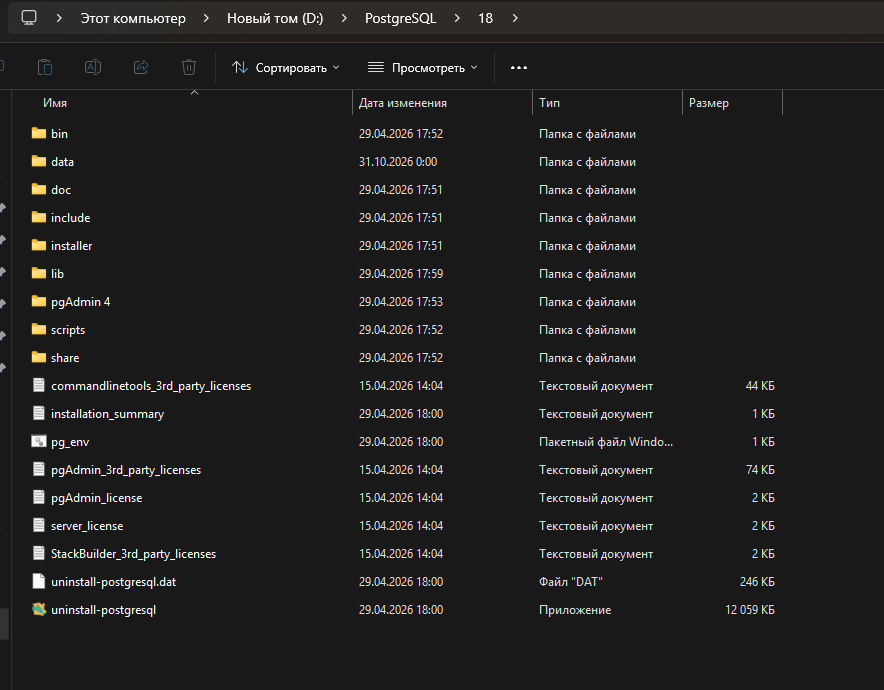 Этот компьютер > Новый том (D:) > PostgreSQL > 18 >
Сортировать Просмотреть
Имя Дата изменения Тип Размер
bin 29.04.2026 17:52 Папка с файлами
data 31.10.2026 0:00 Папка с файлами
doc 29.04.2026 17:51 Папка с файлами
include 29.04.2026 17:51 Папка с файлами
installer 29.04.2026 17:51 Папка с файлами
lib 29.04.2026 17:59 Папка с файлами
pgAdmin 4 29.04.2026 17:53 Папка с файлами
scripts 29.04.2026 17:52 Папка с файлами
share 29.04.2026 17:52 Папка с файлами
commandlinetools_3rd_party_licenses 15.04.2026 14:04 Текстовый документ 44 КБ
installation_summary 29.04.2026 18:00 Текстовый документ 1 КБ
pg_env 29.04.2026 18:00 Пакетный файл Windo... 1 КБ
pgAdmin_3rd_party_licenses 15.04.2026 14:04 Текстовый документ 74 КБ
pgAdmin_license 15.04.2026 14:04 Текстовый документ 2 КБ
server_license 15.04.2026 14:04 Текстовый документ 2 КБ
StackBuilder_3rd_party_licenses 15.04.2026 14:04 Текстовый документ 2 КБ
uninstall-postgresql.dat 29.04.2026 18:00 Файл "DAT" 246 КБ
uninstall-postgresql 29.04.2026 18:00 Приложение 12 059 КБ